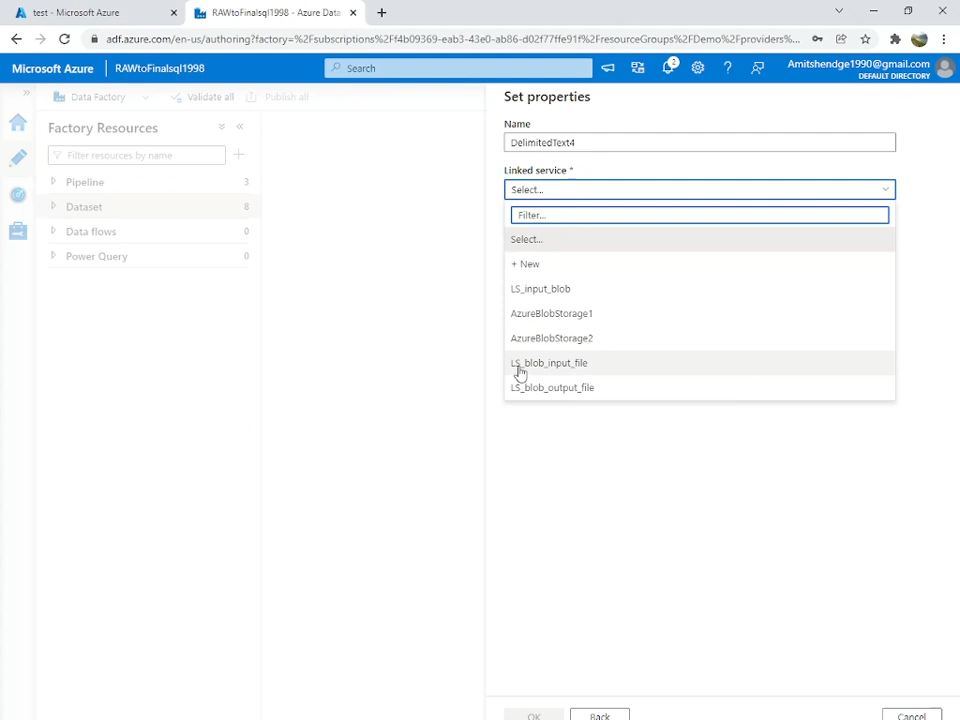 test - Microsoft Azure
RAWtoFinalsql1998 - Azure Data
adf.azure.com/en-us/authoring?factory=%2Fsubscriptions%2Ff4b09369-eab3-43e0-ab86-d02f77ffe91f%2FresourceGroups%2FDemo%2Fproviders%...
Microsoft Azure
RAWtoFinalsql1998
Search
2
Amitshendge1990@gmail.com
DEFAULT DIRECTORY
Data Factory
Validate all
Publish all
Factory Resources
Filter resources by name
Pipeline 3
Dataset 8
Data flows 0
Power Query 0
Set properties
Name
DelimitedText4
Linked service *
Select...
Filter...
Select...
+ New
LS_input_blob
AzureBlobStorage1
AzureBlobStorage2
LS_blob_input_file
LS_blob_output_file
OK
Back
Cancel